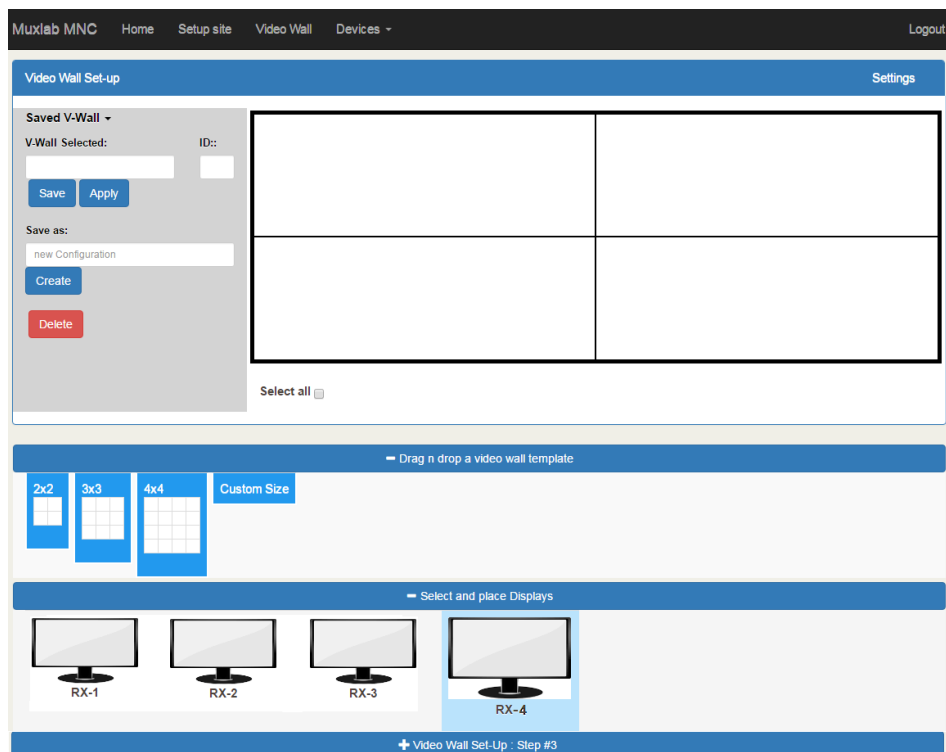 Muxlab MNC Home Setup site Video Wall Devices Logout
Video Wall Set-up Settings
Saved V-Wall
V-Wall Selected: ID::
Save Apply
Save as:
new Configuration
Create
Delete
Select all
Drag n drop a video wall template
2x2 3x3 4x4 Custom Size
Select and place Displays
RX-1 RX-2 RX-3 RX-4
Video Wall Set-Up : Step #3